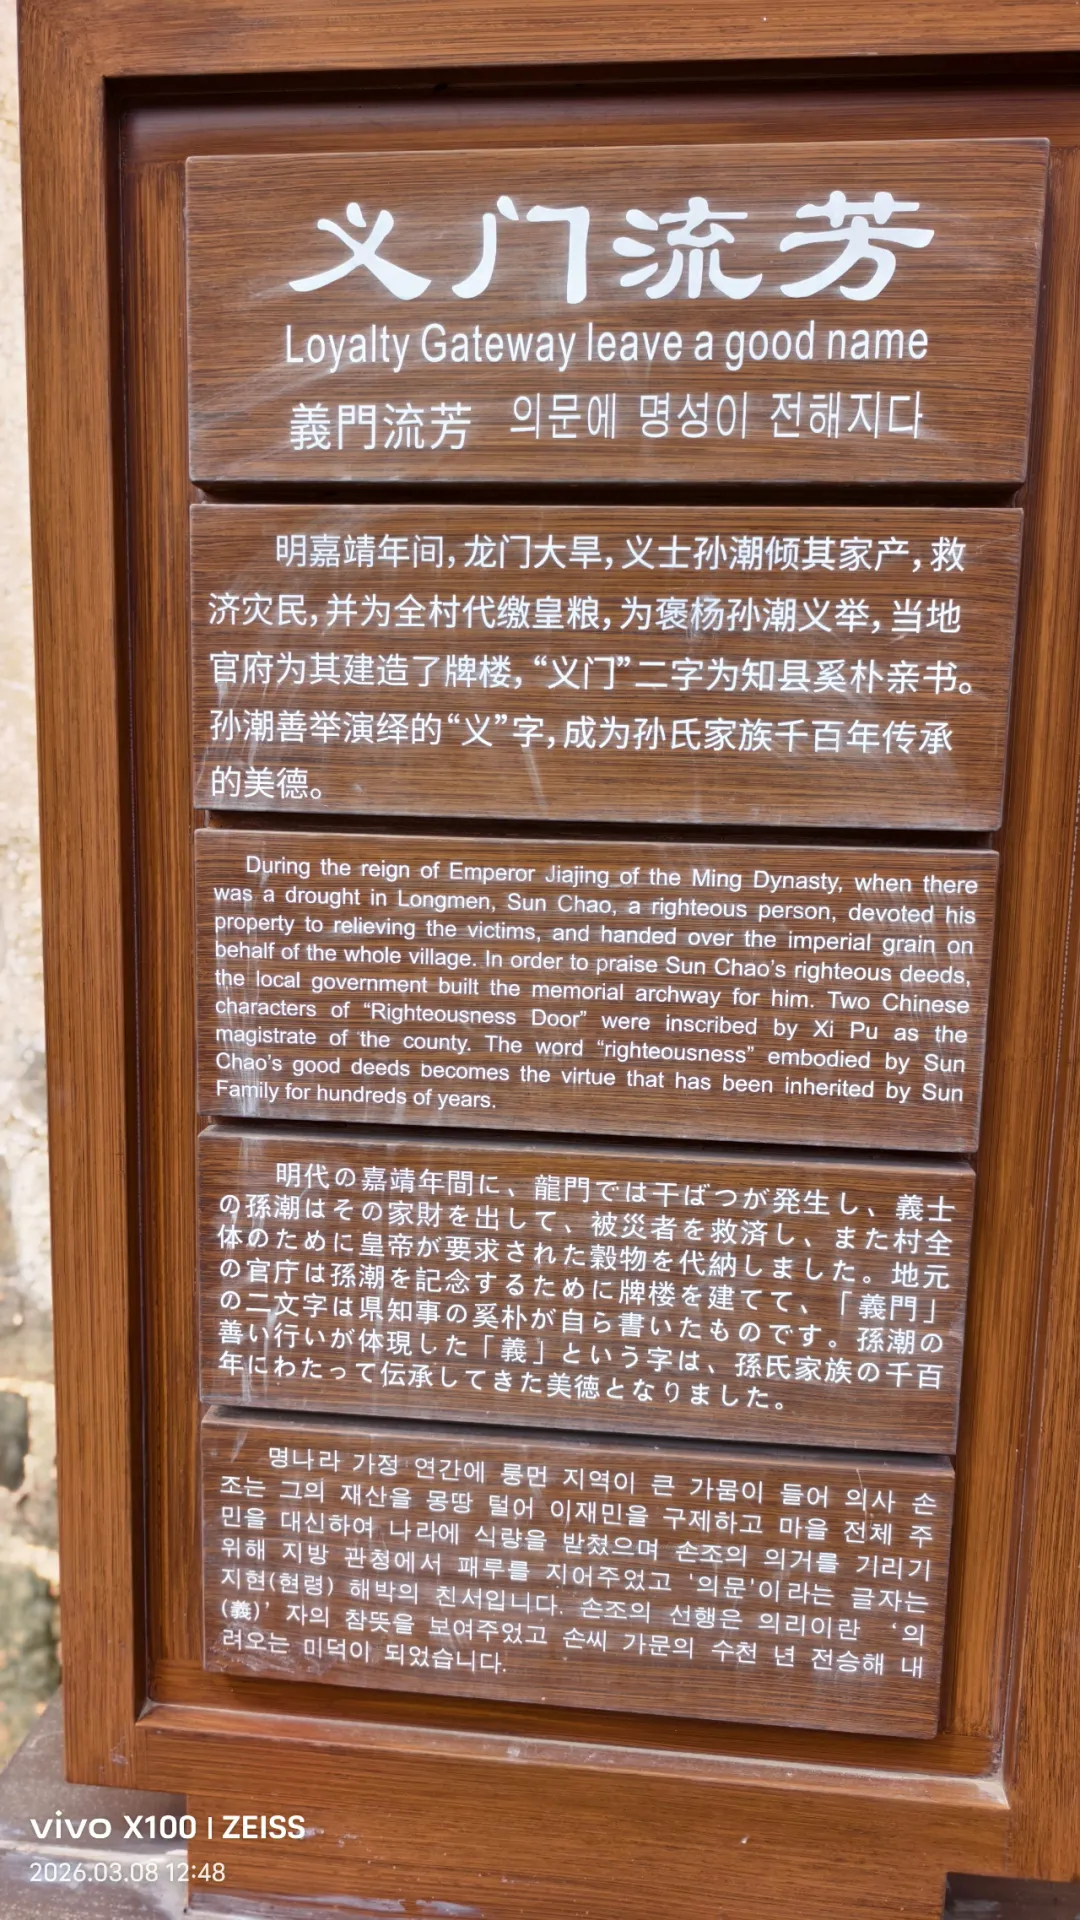 义门流芳
Loyalty Gateway leave a good name
義門流芳 의문에 명성이 전해지다
明嘉靖年间，龙门大旱，义士孙潮倾其家产，救
济灾民，并为全村代缴皇粮，为褒杨孙潮义举，当地
官府为其建造了牌楼，“义门”二字为知县奚朴亲书。
孙潮善举演绎的“义”字，成为孙氏家族千百年传承
的美德。
During the reign of Emperor Jiajing of the Ming Dynasty, when there
was a drought in Longmen, Sun Chao, a righteous person, devoted his
property to relieving the victims, and handed over the imperial grain on
behalf of the whole village. In order to praise Sun Chao's righteous deeds,
the local government built the memorial archway for him. Two Chinese
characters of “Righteousness Door” were inscribed by Xi Pu as the
magistrate of the county. The word “righteousness” embodied by Sun
Chao's good deeds becomes the virtue that has been inherited by Sun
Family for hundreds of years.
明代の嘉靖年間に、龍門では干ばつが発生し、義士
の孫潮はその家財を出して、被災者を救済し、また村全
体のために皇帝が要求された穀物を代納しました。地元
の官庁は孫潮を記念するために牌楼を建てて、「義門」
の二文字は県知事の奚朴が自ら書いたものです。孫潮の
善い行いが体現した「義」という字は、孫氏家族の千百
年にわたって伝承してきた美徳となりました。
명나라 가정 연간에 룽먼 지역이 큰 가뭄이 들어 의사 손
조는 그의 재산을 몽땅 털어 이재민을 구제하고 마을 전체 주
민을 대신하여 나라에 식량을 받쳤으며 손조의 의거를 기리기
위해 지방 관청에서 패루를 지어주었고 '의문'이라는 글자는
지현(현령) 해박의 친서입니다. 손조의 선행은 의리이란 '의
(義)' 자의 참뜻을 보여주었고 손씨 가문의 수천 년 전승해 내
려오는 미덕이 되었습니다.
vivo X100 | ZEISS
2026.03.08 12:48